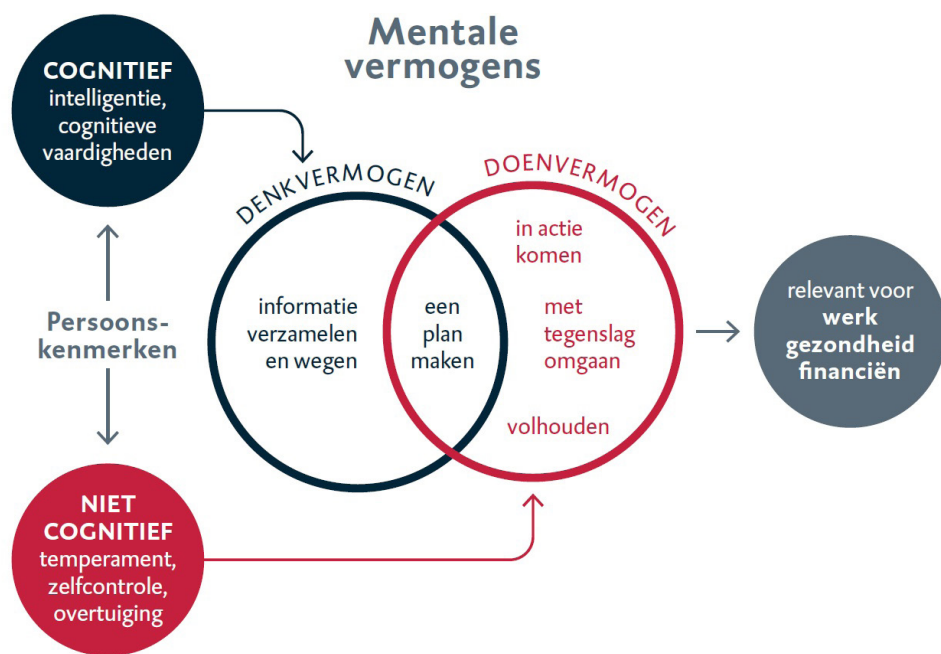 Mentale
vermogens
COGNITIEF
intelligentie,
cognitieve
vaardigheden
Persoons-
kenmerken
NIET
COGNITIEF
temperament,
zelfcontrole,
overtuiging
DENKVERMOGEN
informatie
verzamelen
en wegen
een
plan
maken
DOENVERMOGEN
in actie
komen
met
tegenslag
omgaan
volhouden
relevant voor
werk
gezondheid
financiën